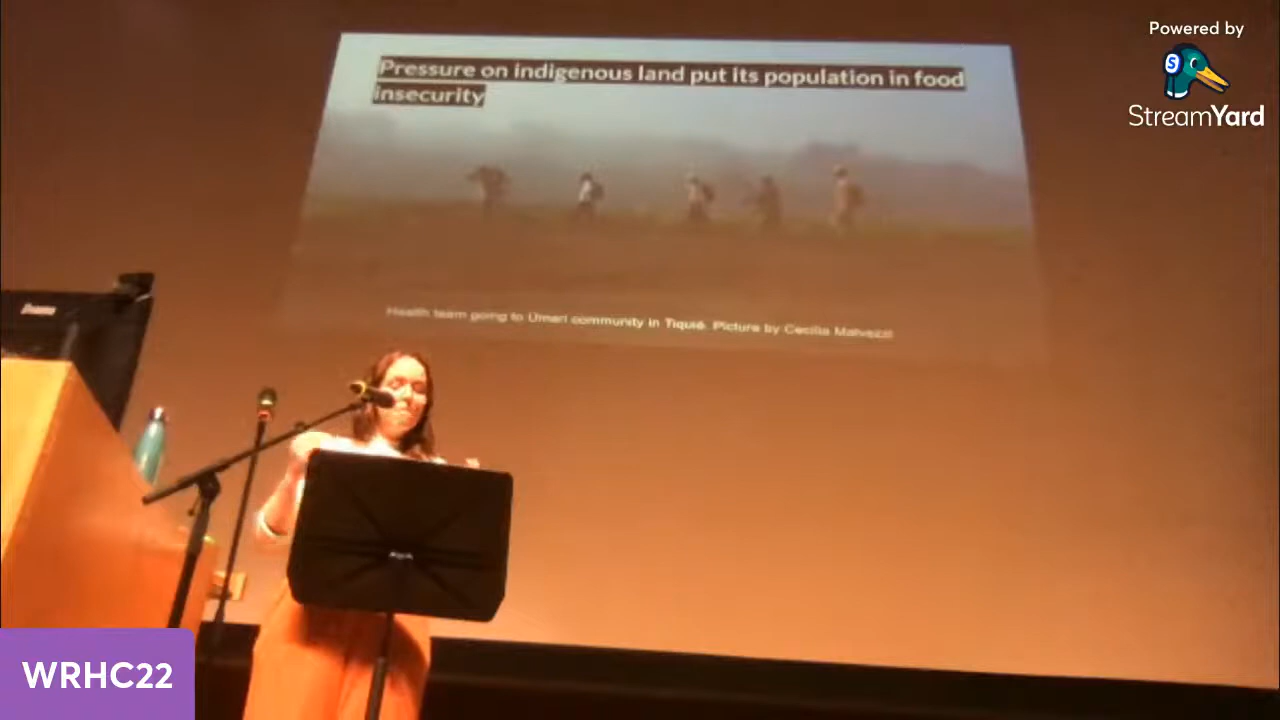 Powered by
StreamYard
Pressure on indigenous land put its population in food
insecurity
Health team going to Umari community in Tiquié. Picture by Cecilia Malvezzi
WRHC22